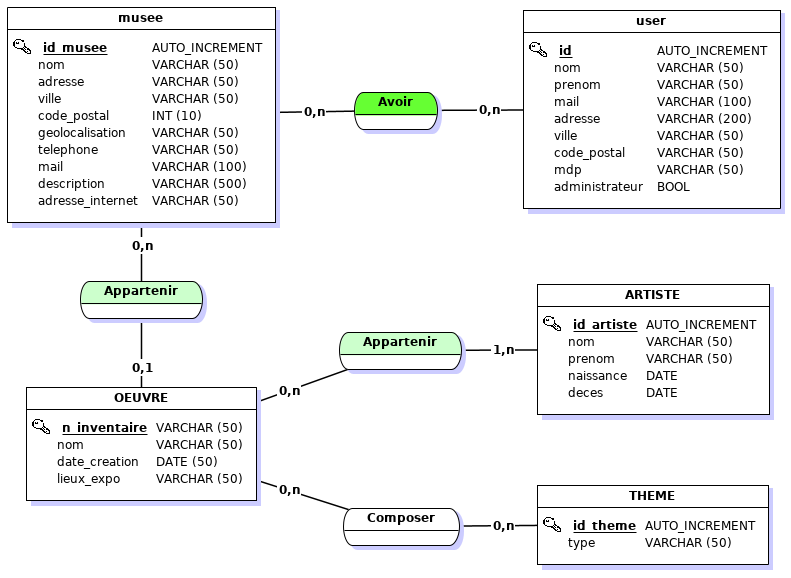 musee
id_musee AUTO_INCREMENT
nom VARCHAR (50)
adresse VARCHAR (50)
ville VARCHAR (50)
code_postal INT (10)
geolocalisation VARCHAR (50)
telephone VARCHAR (50)
mail VARCHAR (100)
description VARCHAR (500)
adresse_internet VARCHAR (50)
0,n
Avoir
0,n
user
id AUTO_INCREMENT
nom VARCHAR (50)
prenom VARCHAR (50)
mail VARCHAR (100)
adresse VARCHAR (200)
ville VARCHAR (50)
code_postal VARCHAR (50)
mdp VARCHAR (50)
administrateur BOOL
0,n
Appartenir
0,1
OEUVRE
n_inventaire VARCHAR (50)
nom VARCHAR (50)
date_creation DATE (50)
lieux_expo VARCHAR (50)
0,n
Appartenir
1,n
ARTISTE
id_artiste AUTO_INCREMENT
nom VARCHAR (50)
prenom VARCHAR (50)
naissance DATE
deces DATE
0,n
Composer
0,n
THEME
id_theme AUTO_INCREMENT
type VARCHAR (50)